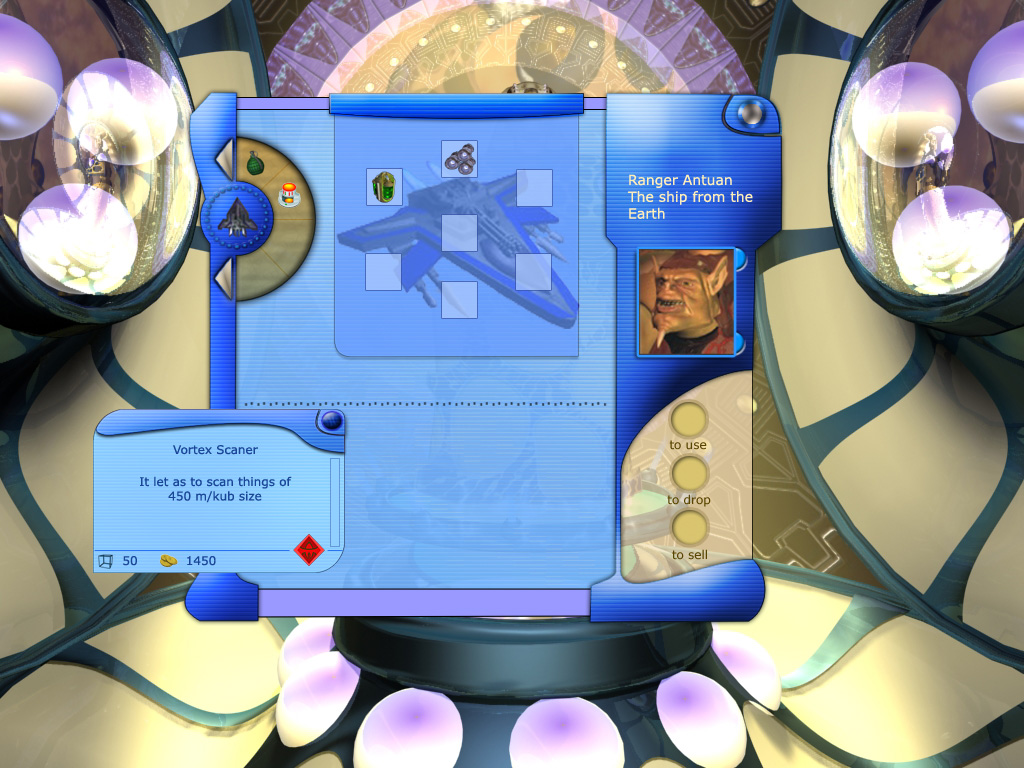 Ranger Antuan
The ship from the
Earth
Vortex Scaner
It let as to scan things of
450 m/kub size
50
1450
to use
to drop
to sell